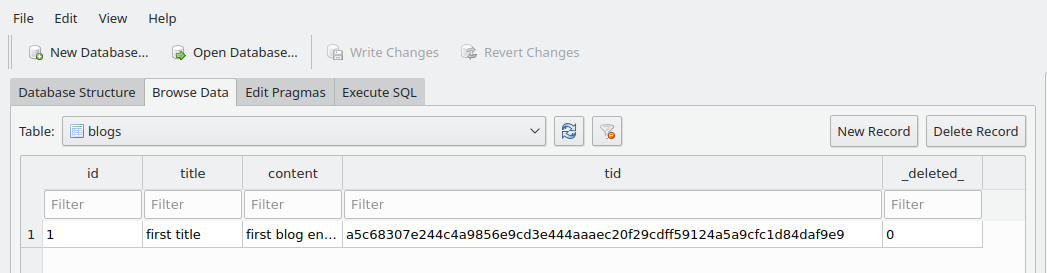 File Edit View Help
New Database... Open Database... Write Changes Revert Changes
Database Structure Browse Data Edit Pragmas Execute SQL
Table: blogs New Record Delete Record
id title content tid _deleted_
Filter Filter Filter Filter Filter
1 1 first title first blog en... a5c68307e244c4a9856e9cd3e444aaaec20f29cdff59124a5a9cfc1d84daf9e9 0